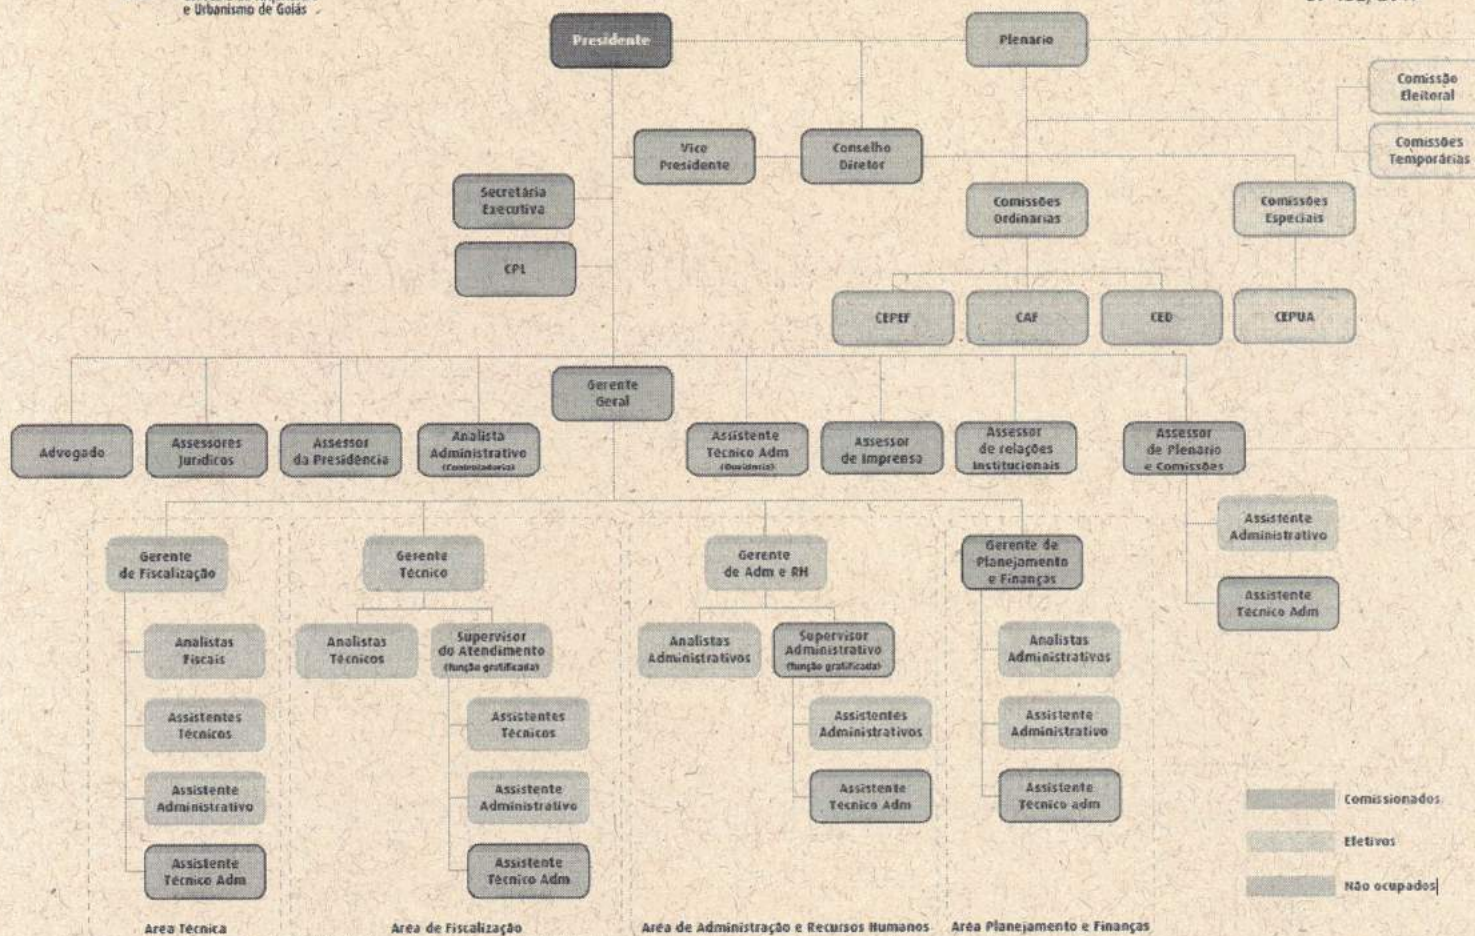 e Urbanismo de Goiás
Presidente
Plenario
Comissão
Eleitoral
Comissões
Temporárias
Vice
Presidente
Conselho
Diretor
Secretária
Executiva
Comissões
Ordinarias
Comissões
Especiais
CPL
CEPEF
CAF
CED
CEPUA
Gerente
Geral
Advogado
Assessores
Jurídicos
Assessor
da Presidência
Analista
Administrativo
(Controladoria)
Assistente
Técnico Adm
(Ouvidoria)
Assessor
de Imprensa
Assessor
de relações
Institucionais
Assessor
de Plenario
e Comissões
Assistente
Administrativo
Assistente
Técnico Adm
Gerente
de Fiscalização
Gerente
Técnico
Gerente
de Adm e RH
Gerente de
Planejamento
e Finanças
Analistas
Fiscais
Analistas
Técnicos
Supervisor
do Atendimento
(função gratificada)
Analistas
Administrativos
Supervisor
Administrativo
(função gratificada)
Analistas
Administrativos
Assistentes
Técnicos
Assistentes
Técnicos
Assistentes
Administrativos
Assistente
Administrativo
Assistente
Administrativo
Assistente
Administrativo
Assistente
Técnico Adm
Assistente
Técnico adm
Assistente
Técnico Adm
Assistente
Técnico Adm
Comissionados
Efetivos
Não ocupados
Area Técnica
Area de Fiscalização
Area de Administração e Recursos Humanos
Area Planejamento e Finanças